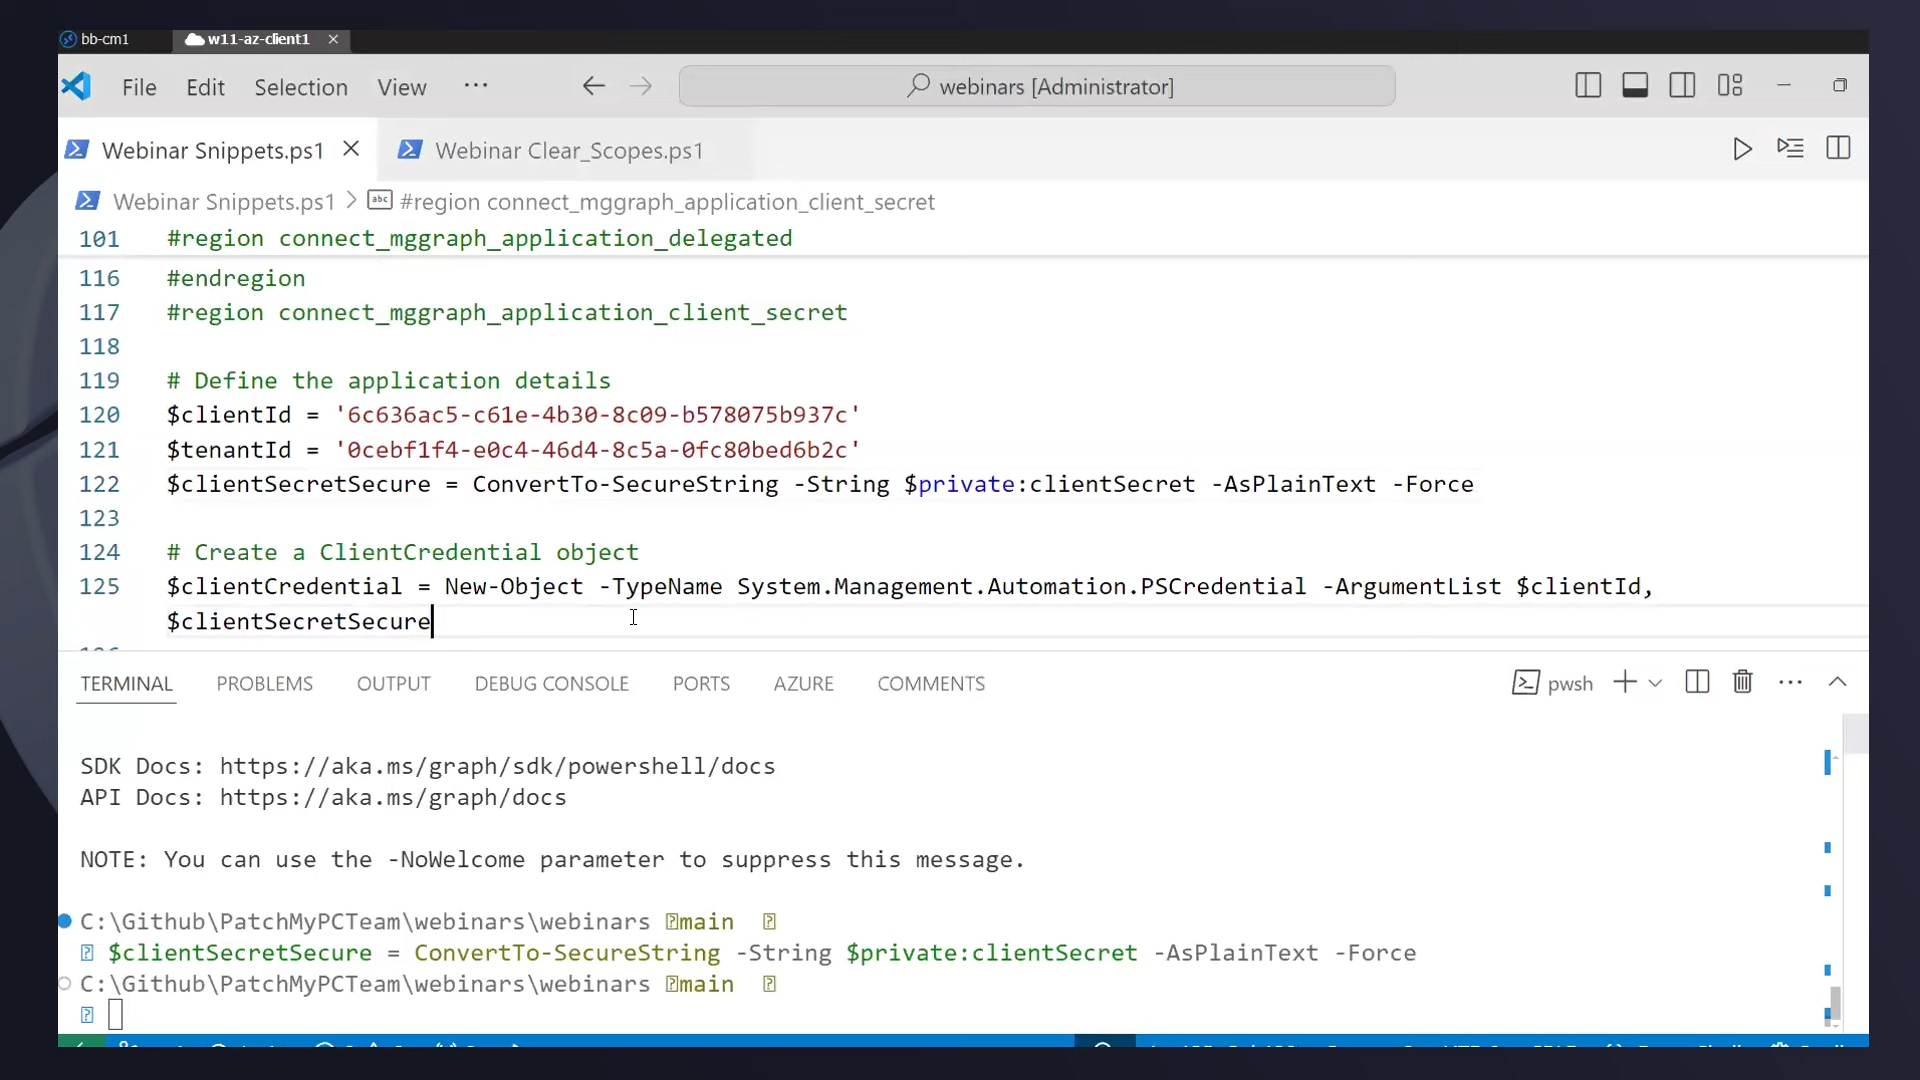 bb-cm1
w11-az-client1
File Edit Selection View ···
webinars [Administrator]
Webinar Snippets.ps1
Webinar Clear_Scopes.ps1
Webinar Snippets.ps1 > abc #region connect_mggraph_application_client_secret
101 #region connect_mggraph_application_delegated
116 #endregion
117 #region connect_mggraph_application_client_secret
118
119 # Define the application details
120 $clientId = '6c636ac5-c61e-4b30-8c09-b578075b937c'
121 $tenantId = '0cebf1f4-e0c4-46d4-8c5a-0fc80bed6b2c'
122 $clientSecretSecure = ConvertTo-SecureString -String $private:clientSecret -AsPlainText -Force
123
124 # Create a ClientCredential object
125 $clientCredential = New-Object -TypeName System.Management.Automation.PSCredential -ArgumentList $clientId,
$clientSecretSecure
TERMINAL PROBLEMS OUTPUT DEBUG CONSOLE PORTS AZURE COMMENTS
pwsh
SDK Docs: https://aka.ms/graph/sdk/powershell/docs
API Docs: https://aka.ms/graph/docs
NOTE: You can use the -NoWelcome parameter to suppress this message.
C:\Github\PatchMyPCTeam\webinars\webinars main
$clientSecretSecure = ConvertTo-SecureString -String $private:clientSecret -AsPlainText -Force
C:\Github\PatchMyPCTeam\webinars\webinars main